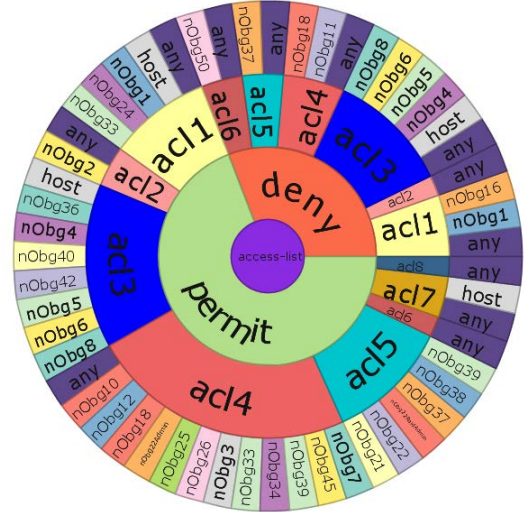 access-list
deny
permit
acl6
acl5
acl4
acl3
acl2
acl1
acl8
acl7
acl6
acl5
acl4
acl3
acl2
acl1
nObg37
any
nObg18
nObg11
any
nObg8
nObg6
nObg5
nObg4
host
any
any
nObg16
nObg1
any
any
host
any
any
nObg39
nObg38
nObg37
nObg22
nObg21
nObg7
nObg45
nObg39
nObg34
nObg33
nObg3
nObg26
nObg25
nObg18
nObg12
nObg10
any
nObg8
nObg6
nObg5
nObg42
nObg40
nObg4
nObg36
host
nObg2
any
nObg33
nObg24
nObg1
host
any
nObg50
any